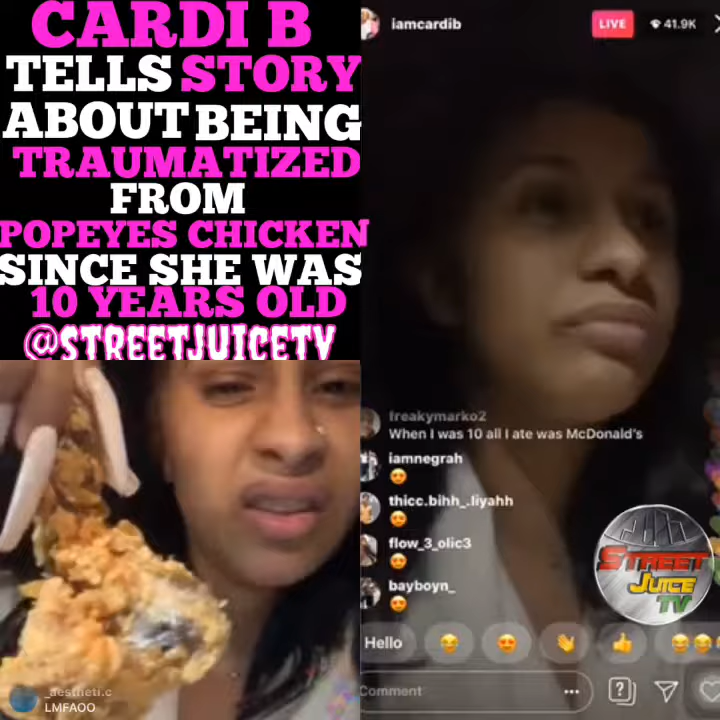 CARDI B
TELLS STORY
ABOUT BEING
TRAUMATIZED
FROM
POPEYES CHICKEN
SINCE SHE WAS
10 YEARS OLD
@STREETJUICETV
_aestheti.c
LMFAOO
iamcardib
LIVE
41.9K
freakymarko2
When I was 10 all I ate was McDonald's
iamnegrah
😍
thicc.bihh_.liyahh
😍
flow_3_olic3
😍
bayboyn_
😍
STREET
JUICE
TV
Hello 😂 😍 👏 👍 😂😂
Comment